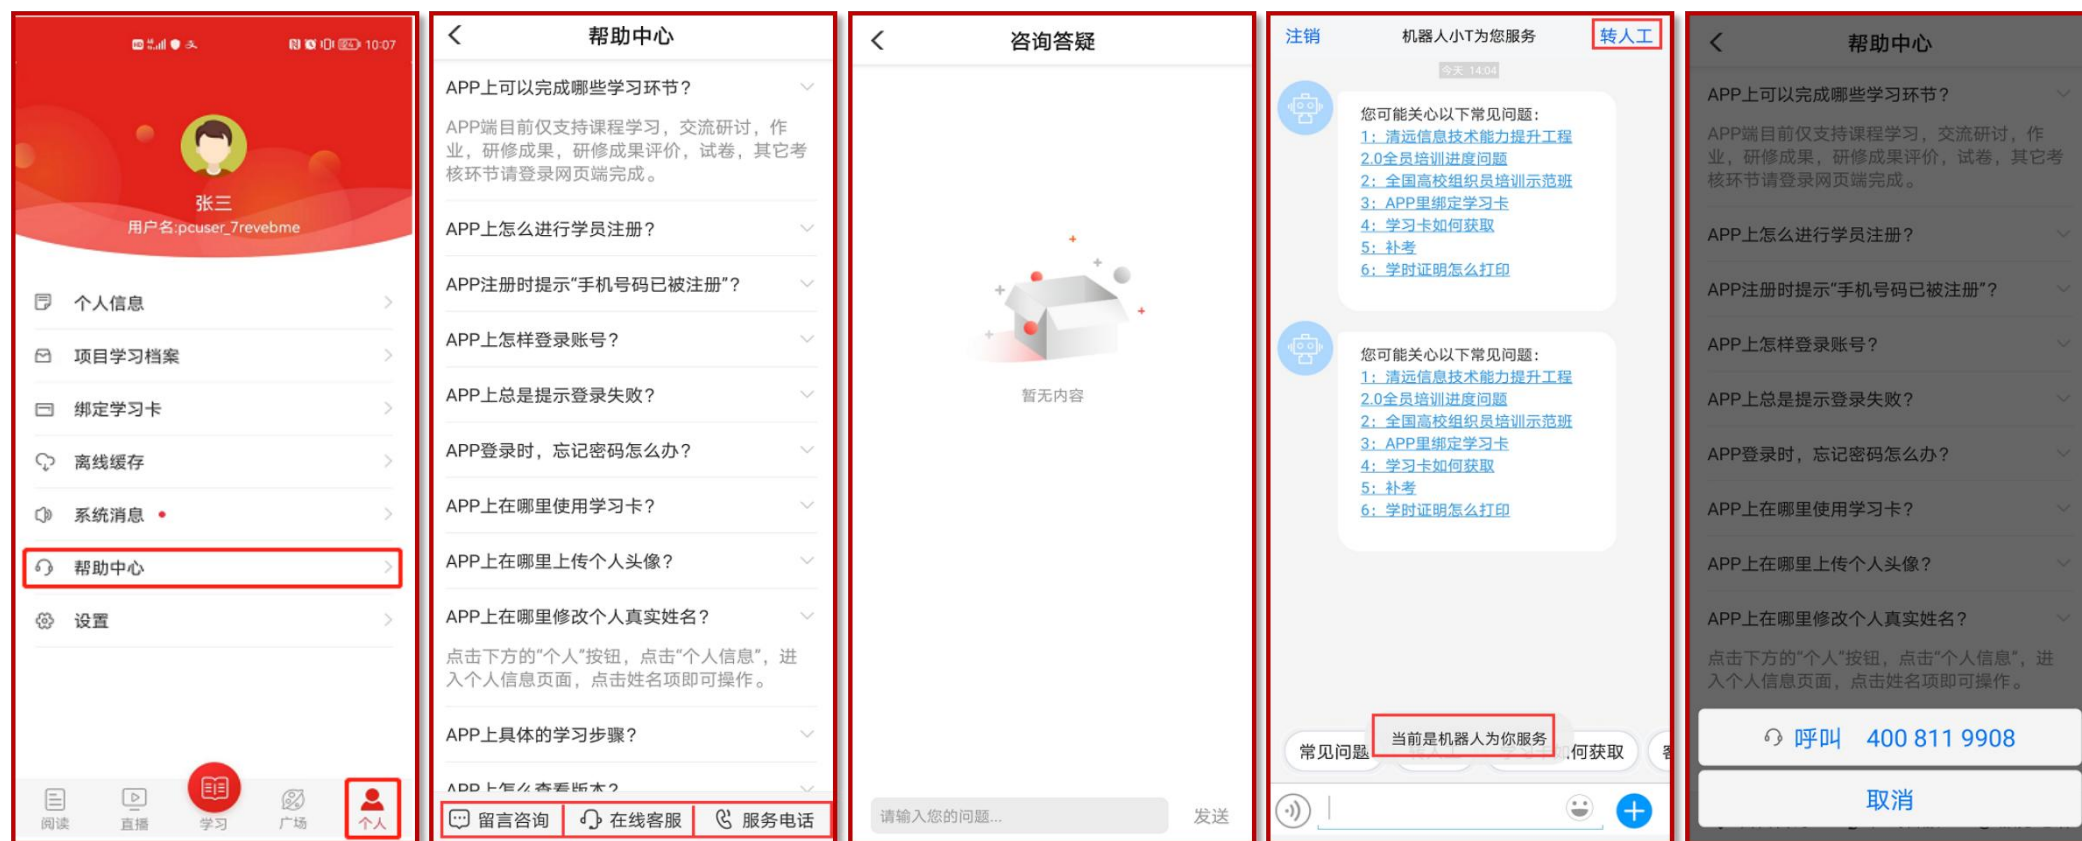 10:07
张三
用户名:pcuser_7revebme
个人信息
项目学习档案
绑定学习卡
离线缓存
系统消息
帮助中心
设置
阅读
直播
学习
广场
个人
帮助中心
APP上可以完成哪些学习环节?
APP端目前仅支持课程学习，交流研讨，作
业，研修成果，研修成果评价，试卷，其它考
核环节请登录网页端完成。
APP上怎么进行学员注册?
APP注册时提示“手机号码已被注册”?
APP上怎样登录账号?
APP上总是提示登录失败?
APP登录时，忘记密码怎么办?
APP上在哪里使用学习卡?
APP上在哪里上传个人头像?
APP上在哪里修改个人真实姓名?
点击下方的“个人”按钮，点击“个人信息”，进
入个人信息页面，点击姓名项即可操作。
APP上具体的学习步骤?
APP上怎么查看版本?
留言咨询
在线客服
服务电话
咨询答疑
暂无内容
请输入您的问题...
发送
注销
机器人小T为您服务
转人工
今天 14:04
您可能关心以下常见问题:
1: 清远信息技术能力提升工程
2.0全员培训进度问题
2: 全国高校组织员培训示范班
3: APP里绑定学习卡
4: 学习卡如何获取
5: 补考
6: 学时证明怎么打印
您可能关心以下常见问题:
1: 清远信息技术能力提升工程
2.0全员培训进度问题
2: 全国高校组织员培训示范班
3: APP里绑定学习卡
4: 学习卡如何获取
5: 补考
6: 学时证明怎么打印
当前是机器人为你服务
常见问题
如何获取
帮助中心
APP上可以完成哪些学习环节?
APP端目前仅支持课程学习，交流研讨，作
业，研修成果，研修成果评价，试卷，其它考
核环节请登录网页端完成。
APP上怎么进行学员注册?
APP注册时提示“手机号码已被注册”?
APP上怎样登录账号?
APP上总是提示登录失败?
APP登录时，忘记密码怎么办?
APP上在哪里使用学习卡?
APP上在哪里上传个人头像?
APP上在哪里修改个人真实姓名?
点击下方的“个人”按钮，点击“个人信息”，进
入个人信息页面，点击姓名项即可操作。
呼叫 400 811 9908
取消